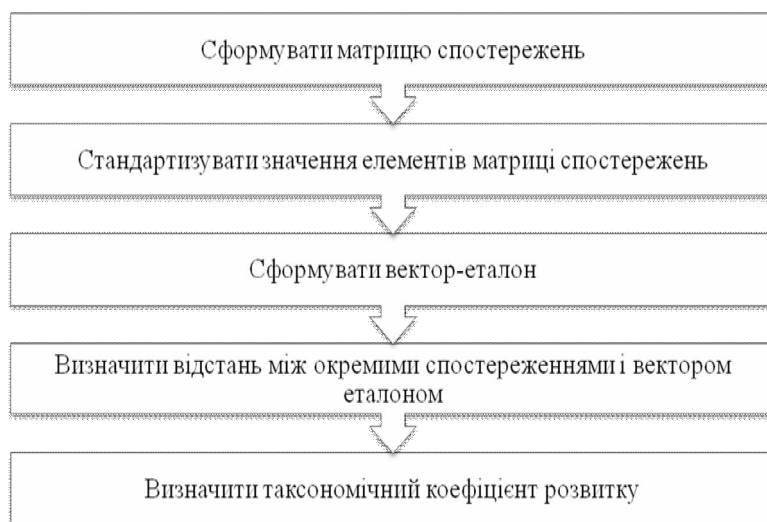 Сформувати матрицю спостережень
Стандартизувати значення елементів матриці спостережень
Сформувати вектор-еталон
Визначити відстань між окремими спостереженнями і вектором
еталоном
Визначити таксономічний коефіцієнт розвитку